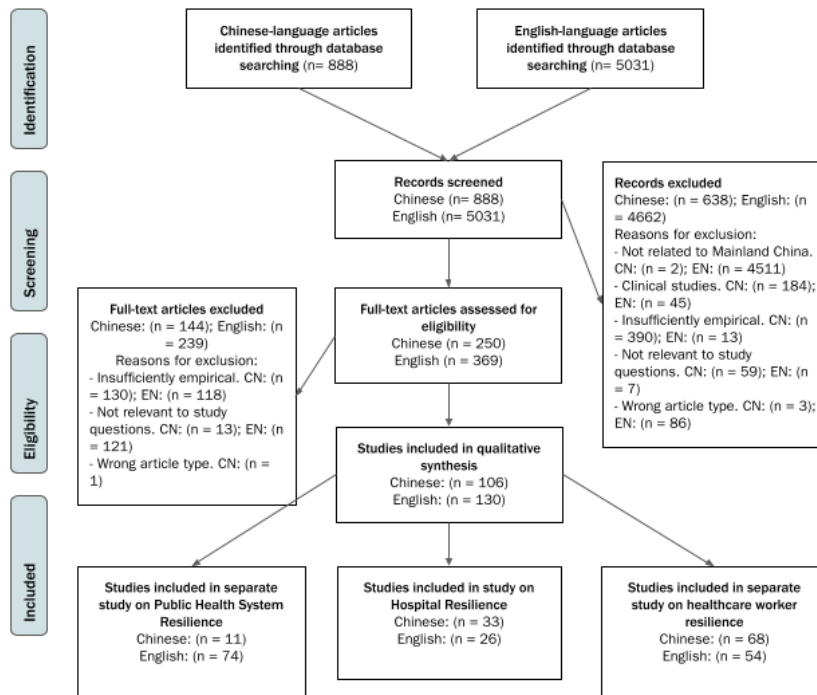 Identification
Chinese-language articles
identified through database
searching (n= 888)
English-language articles
identified through database
searching (n= 5031)
Screening
Records screened
Chinese (n= 888)
English (n= 5031)
Records excluded
Chinese: (n = 638); English: (n
= 4662)
Reasons for exclusion:
- Not related to Mainland China.
CN: (n = 2); EN: (n = 4511)
- Clinical studies. CN: (n = 184);
EN: (n = 45)
- Insufficiently empirical. CN: (n
= 390); EN: (n = 13)
- Not relevant to study
questions. CN: (n = 59); EN: (n
= 7)
- Wrong article type. CN: (n = 3);
EN: (n = 86)
Eligibility
Full-text articles excluded
Chinese: (n = 144); English: (n
= 239)
Reasons for exclusion:
- Insufficiently empirical. CN: (n
= 130); EN: (n = 118)
- Not relevant to study
questions. CN: (n = 13); EN: (n
= 121)
- Wrong article type. CN: (n =
1)
Full-text articles assessed for
eligibility
Chinese (n = 250)
English (n = 369)
Studies included in qualitative
synthesis
Chinese: (n = 106)
English: (n = 130)
Included
Studies included in separate
study on Public Health System
Resilience
Chinese: (n = 11)
English: (n = 74)
Studies included in study on
Hospital Resilience
Chinese: (n = 33)
English: (n = 26)
Studies included in separate
study on healthcare worker
resilience
Chinese: (n = 68)
English: (n = 54)